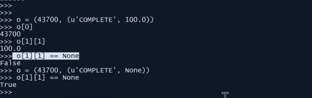 >>>
>>>
>>> o = (43700, (u'COMPLETE', 100.0))
>>> o[0]
43700
>>> o[1][1]
100.0
>>> o[1][1] == None
False
>>> o = (43700, (u'COMPLETE', None))
>>> o[1][1] == None
True
>>>